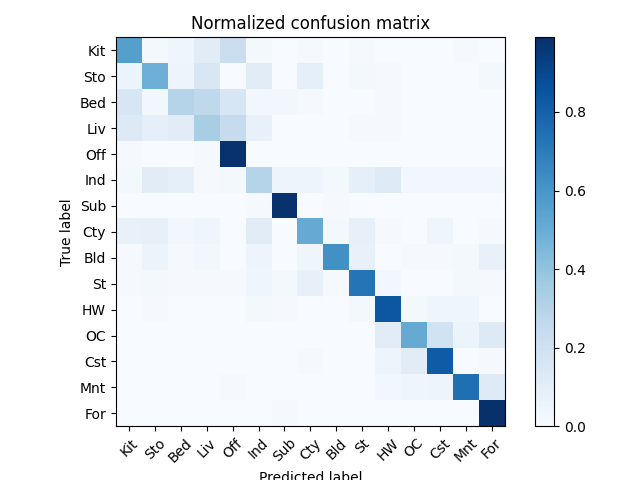 Normalized confusion matrix
True label
Kit
Sto
Bed
Liv
Off
Ind
Sub
Cty
Bld
St
HW
OC
Cst
Mnt
For
Kit Sto Bed Liv Off Ind Sub Cty Bld St HW OC Cst Mnt For
Predicted label
0.8
0.6
0.4
0.2
0.0